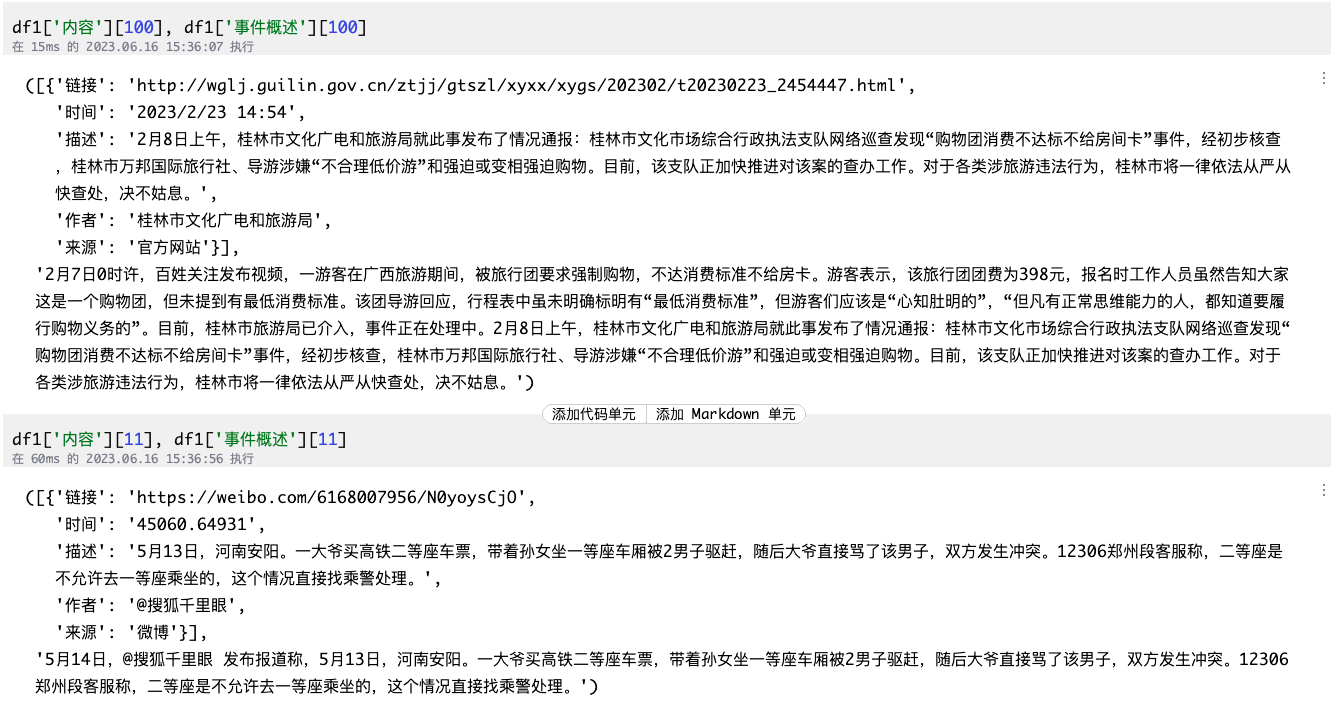 df1['内容'][100], df1['事件概述'][100]
在 15ms 的 2023.06.16 15:36:07 执行
([{'链接': 'http://wglj.guilin.gov.cn/ztjj/gtszl/xyxx/xygs/202302/t20230223_2454447.html',
'时间': '2023/2/23 14:54',
'描述': '2月8日上午，桂林市文化广电和旅游局就此事发布了情况通报：桂林市文化市场综合行政执法支队网络巡查发现“购物团消费不达标不给房间卡”事件，经初步核查
，桂林市万邦国际旅行社、导游涉嫌“不合理低价游”和强迫或变相强迫购物。目前，该支队正加快推进对该案的查办工作。对于各类涉旅游违法行为，桂林市将一律依法从严从
快查处，决不姑息。',
'作者': '桂林市文化广电和旅游局',
'来源': '官方网站'}],
'2月7日0时许，百姓关注发布视频，一游客在广西旅游期间，被旅行团要求强制购物，不达消费标准不给房卡。游客表示，该旅行团团费为398元，报名时工作人员虽然告知大家
这是一个购物团，但未提到有最低消费标准。该团导游回应，行程表中虽未明确标明有“最低消费标准”，但游客们应该是“心知肚明的”，“但凡有正常思维能力的人，都知道要履
行购物义务的”。目前，桂林市旅游局已介入，事件正在处理中。2月8日上午，桂林市文化广电和旅游局就此事发布了情况通报：桂林市文化市场综合行政执法支队网络巡查发现“
购物团消费不达标不给房间卡”事件，经初步核查，桂林市万邦国际旅行社、导游涉嫌“不合理低价游”和强迫或变相强迫购物。目前，该支队正加快推进对该案的查办工作。对于
各类涉旅游违法行为，桂林市将一律依法从严从快查处，决不姑息。')
添加代码单元 添加 Markdown 单元
df1['内容'][11], df1['事件概述'][11]
在 60ms 的 2023.06.16 15:36:56 执行
([{'链接': 'https://weibo.com/6168007956/N0yoysCjO',
'时间': '45060.64931',
'描述': '5月13日，河南安阳。一大爷买高铁二等座车票，带着孙女坐一等座车厢被2男子驱赶，随后大爷直接骂了该男子，双方发生冲突。12306郑州段客服称，二等座是
不允许去一等座乘坐的，这个情况直接找乘警处理。',
'作者': '@搜狐千里眼',
'来源': '微博'}],
'5月14日，@搜狐千里眼 发布报道称，5月13日，河南安阳。一大爷买高铁二等座车票，带着孙女坐一等座车厢被2男子驱赶，随后大爷直接骂了该男子，双方发生冲突。12306
郑州段客服称，二等座是不允许去一等座乘坐的，这个情况直接找乘警处理。')